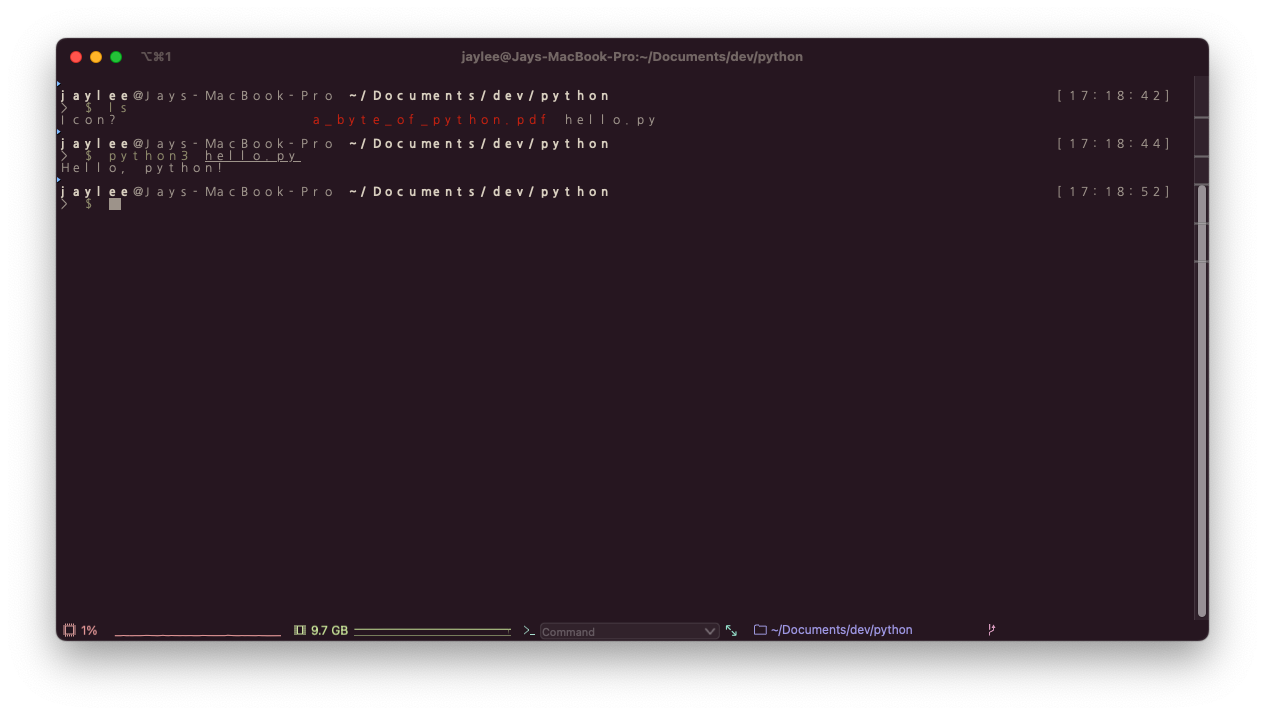 ⌥⌘1 jaylee@Jays-MacBook-Pro:~/Documents/dev/python
jaylee@Jays-MacBook-Pro ~/Documents/dev/python [17:18:42]
> $ ls
Icon? a_byte_of_python.pdf hello.py
jaylee@Jays-MacBook-Pro ~/Documents/dev/python [17:18:44]
> $ python3 hello.py
Hello, python!
jaylee@Jays-MacBook-Pro ~/Documents/dev/python [17:18:52]
> $
1% 9.7 GB >_ Command ~/Documents/dev/python